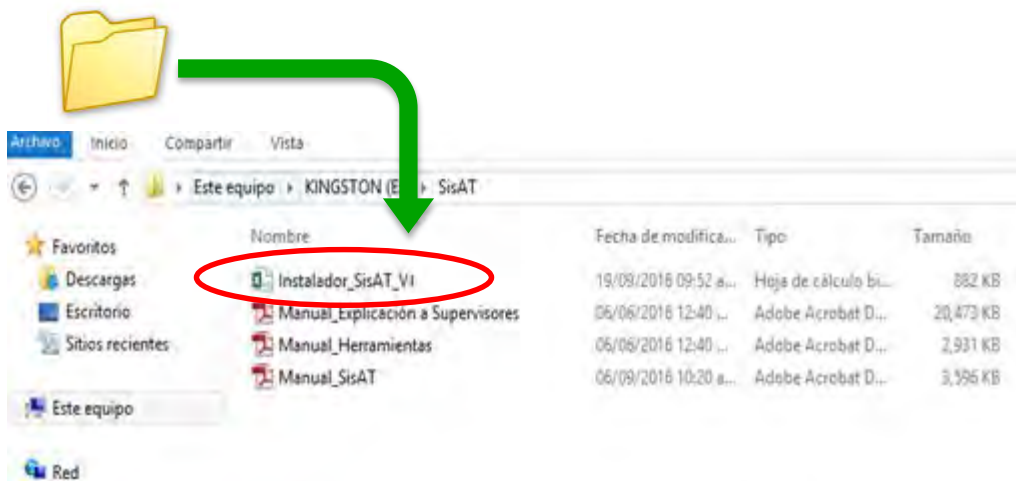 Archivo Inicio Compartir Vista
Este equipo KINGSTON (E SisAT
Nombre Fecha de modifica... Tipo Tamaño
Favoritos
Descargas Instalador_SisAT_V1 19/09/2016 09:52 a... Hoja de cálculo bi... 882 KB
Escritorio Manual_Explicación a Supervisores 06/06/2016 12:40 ... Adobe Acrobat D... 20,473 KB
Sitios recientes Manual_Herramientas 06/06/2016 12:40 ... Adobe Acrobat D... 2,931 KB
Manual_SisAT 06/09/2016 10:20 a... Adobe Acrobat D... 3,596 KB
Este equipo
Red